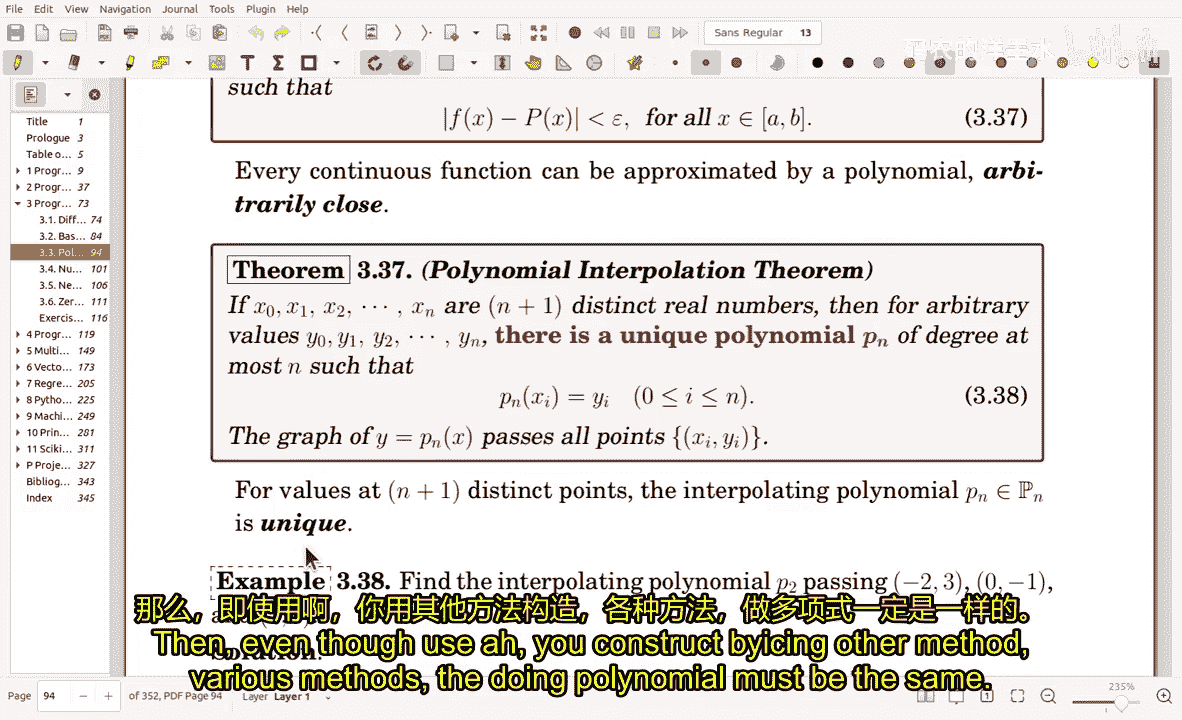 File Edit View Navigation Journal Tools Plugin Help
Sans Regular 13
such that
|f(x) − P(x)| < ε, for all x ∈ [a, b]. (3.37)
Every continuous function can be approximated by a polynomial, arbi-
trarily close.
Theorem 3.37. (Polynomial Interpolation Theorem)
If x₀, x₁, x₂, ⋯ , xₙ are (n + 1) distinct real numbers, then for arbitrary
values y₀, y₁, y₂, ⋯ , yₙ, there is a unique polynomial pₙ of degree at
most n such that
pₙ(xᵢ) = yᵢ (0 ≤ i ≤ n). (3.38)
The graph of y = pₙ(x) passes all points {(xᵢ, yᵢ)}.
For values at (n + 1) distinct points, the interpolating polynomial pₙ ∈ ℙₙ
is unique.
Example 3.38. Find the interpolating polynomial p₂ passing (−2, 3), (0, −1),
那么，即使用啊，你用其他方法构造，各种方法，做多项式一定是一样的。
Then, even though use ah, you construct byicing other method,
various methods, the doing polynomial must be the same.
Title 1
Prologue 3
Table o... 5
1 Progr... 9
2 Progr... 37
3 Progr... 73
3.1. Diff... 74
3.2. Bas... 84
3.3. Pol... 94
3.4. Nu... 101
3.5. Ne... 106
3.6. Zer... 111
Exercis... 116
4 Progr... 119
5 Multi... 149
6 Vecto... 173
7 Regre... 205
8 Pytho... 225
9 Machi... 249
10 Prin... 281
11 Sciki... 311
P Proje... 327
Bibliog... 343
Index 345
Page 94 of 352, PDF Page 94 Layer Layer 1
235%